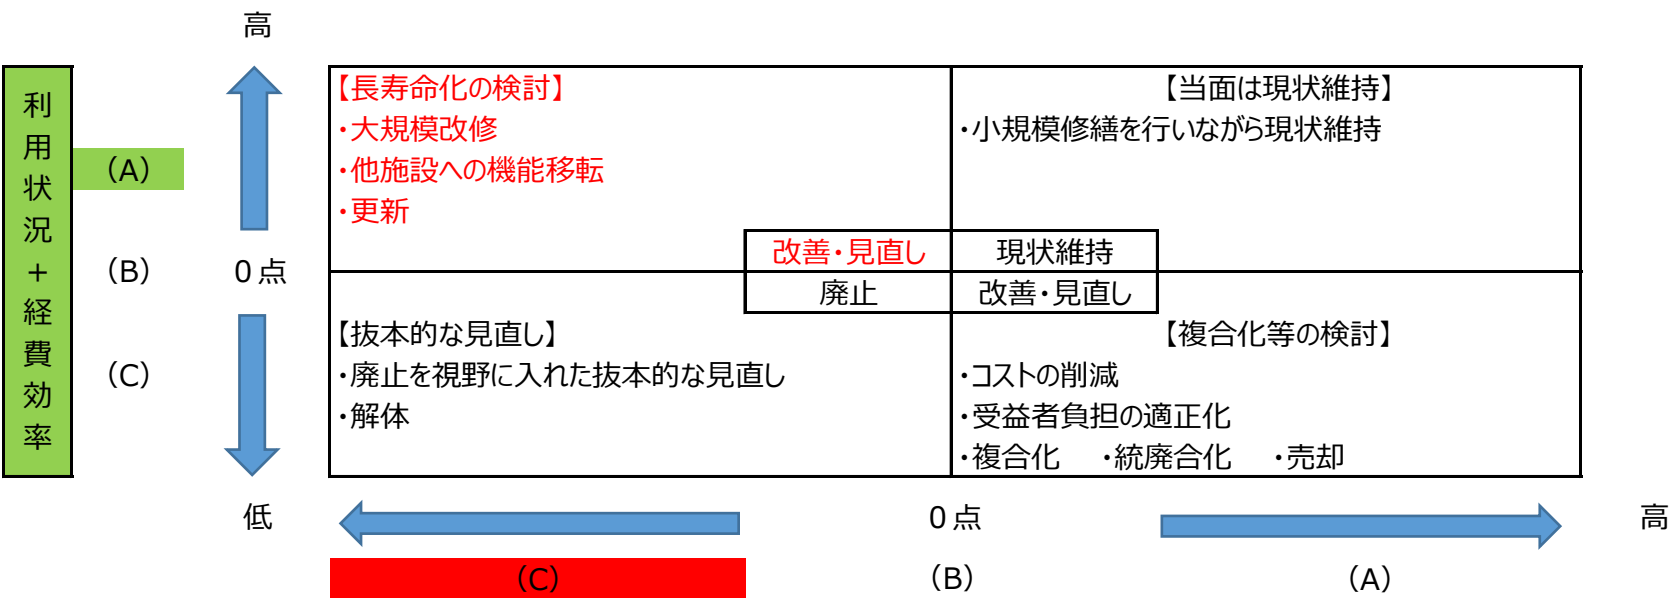 高
利用状況+経費効率
(A)
(B)
(C)
0点
低
【長寿命化の検討】
・大規模改修
・他施設への機能移転
・更新
【当面は現状維持】
・小規模修繕を行いながら現状維持
改善・見直し
現状維持
廃止
改善・見直し
【抜本的な見直し】
・廃止を視野に入れた抜本的な見直し
・解体
【複合化等の検討】
・コストの削減
・受益者負担の適正化
・複合化 ・統廃合化 ・売却
0点
高
(C)
(B)
(A)